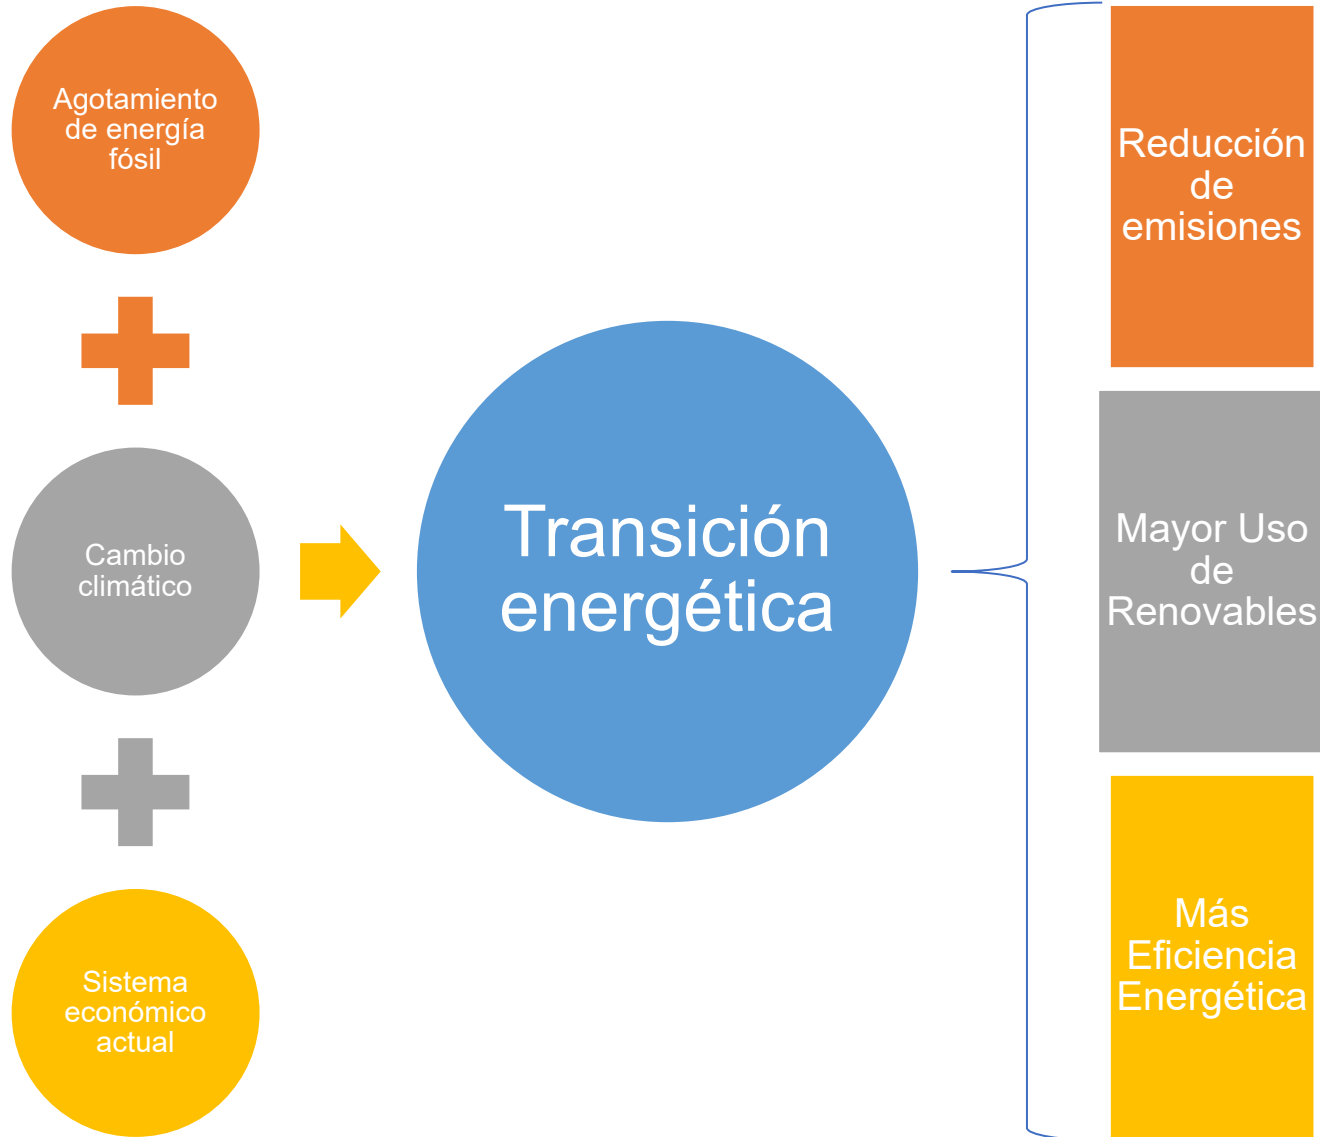 Agotamiento
de energía
fósil
Cambio
climático
Sistema
económico
actual
Transición
energética
Reducción
de
emisiones
Mayor Uso
de
Renovables
Más
Eficiencia
Energética